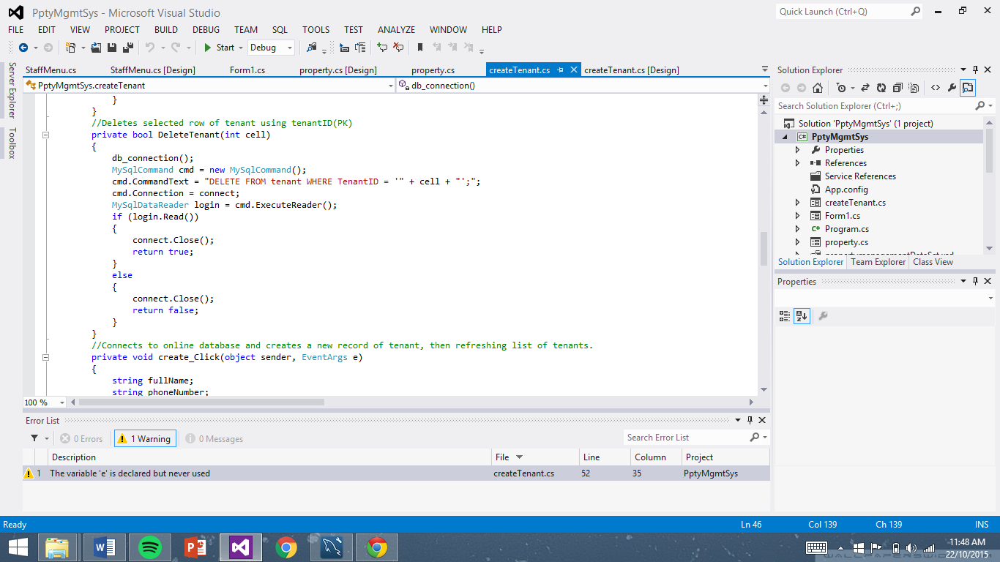 PptyMgmtSys - Microsoft Visual Studio
Quick Launch (Ctrl+Q)
FILE EDIT VIEW PROJECT BUILD DEBUG TEAM SQL TOOLS TEST ANALYZE WINDOW HELP
Start Debug
Server Explorer
Toolbox
StaffMenu.cs StaffMenu.cs [Design] Form1.cs property.cs [Design] property.cs createTenant.cs createTenant.cs [Design]
PptyMgmtSys.createTenant db_connection()
}
}
//Deletes selected row of tenant using tenantID(PK)
private bool DeleteTenant(int cell)
{
db_connection();
MySqlCommand cmd = new MySqlCommand();
cmd.CommandText = "DELETE FROM tenant WHERE TenantID = '" + cell + "';";
cmd.Connection = connect;
MySqlDataReader login = cmd.ExecuteReader();
if (login.Read())
{
connect.Close();
return true;
}
else
{
connect.Close();
return false;
}
}
//Connects to online database and creates a new record of tenant, then refreshing list of tenants.
private void create_Click(object sender, EventArgs e)
{
string fullName;
string phoneNumber;
100 %
Solution Explorer
Search Solution Explorer (Ctrl+;)
Solution 'PptyMgmtSys' (1 project)
C# PptyMgmtSys
Properties
References
Service References
App.config
createTenant.cs
Form1.cs
C# Program.cs
property.cs
Solution Explorer Team Explorer Class View
Properties
Error List
0 Errors 1 Warning 0 Messages Search Error List
Description File Line Column Project
1 The variable 'e' is declared but never used createTenant.cs 52 35 PptyMgmtSys
Ready Ln 46 Col 139 Ch 139 INS
11:48 AM
22/10/2015